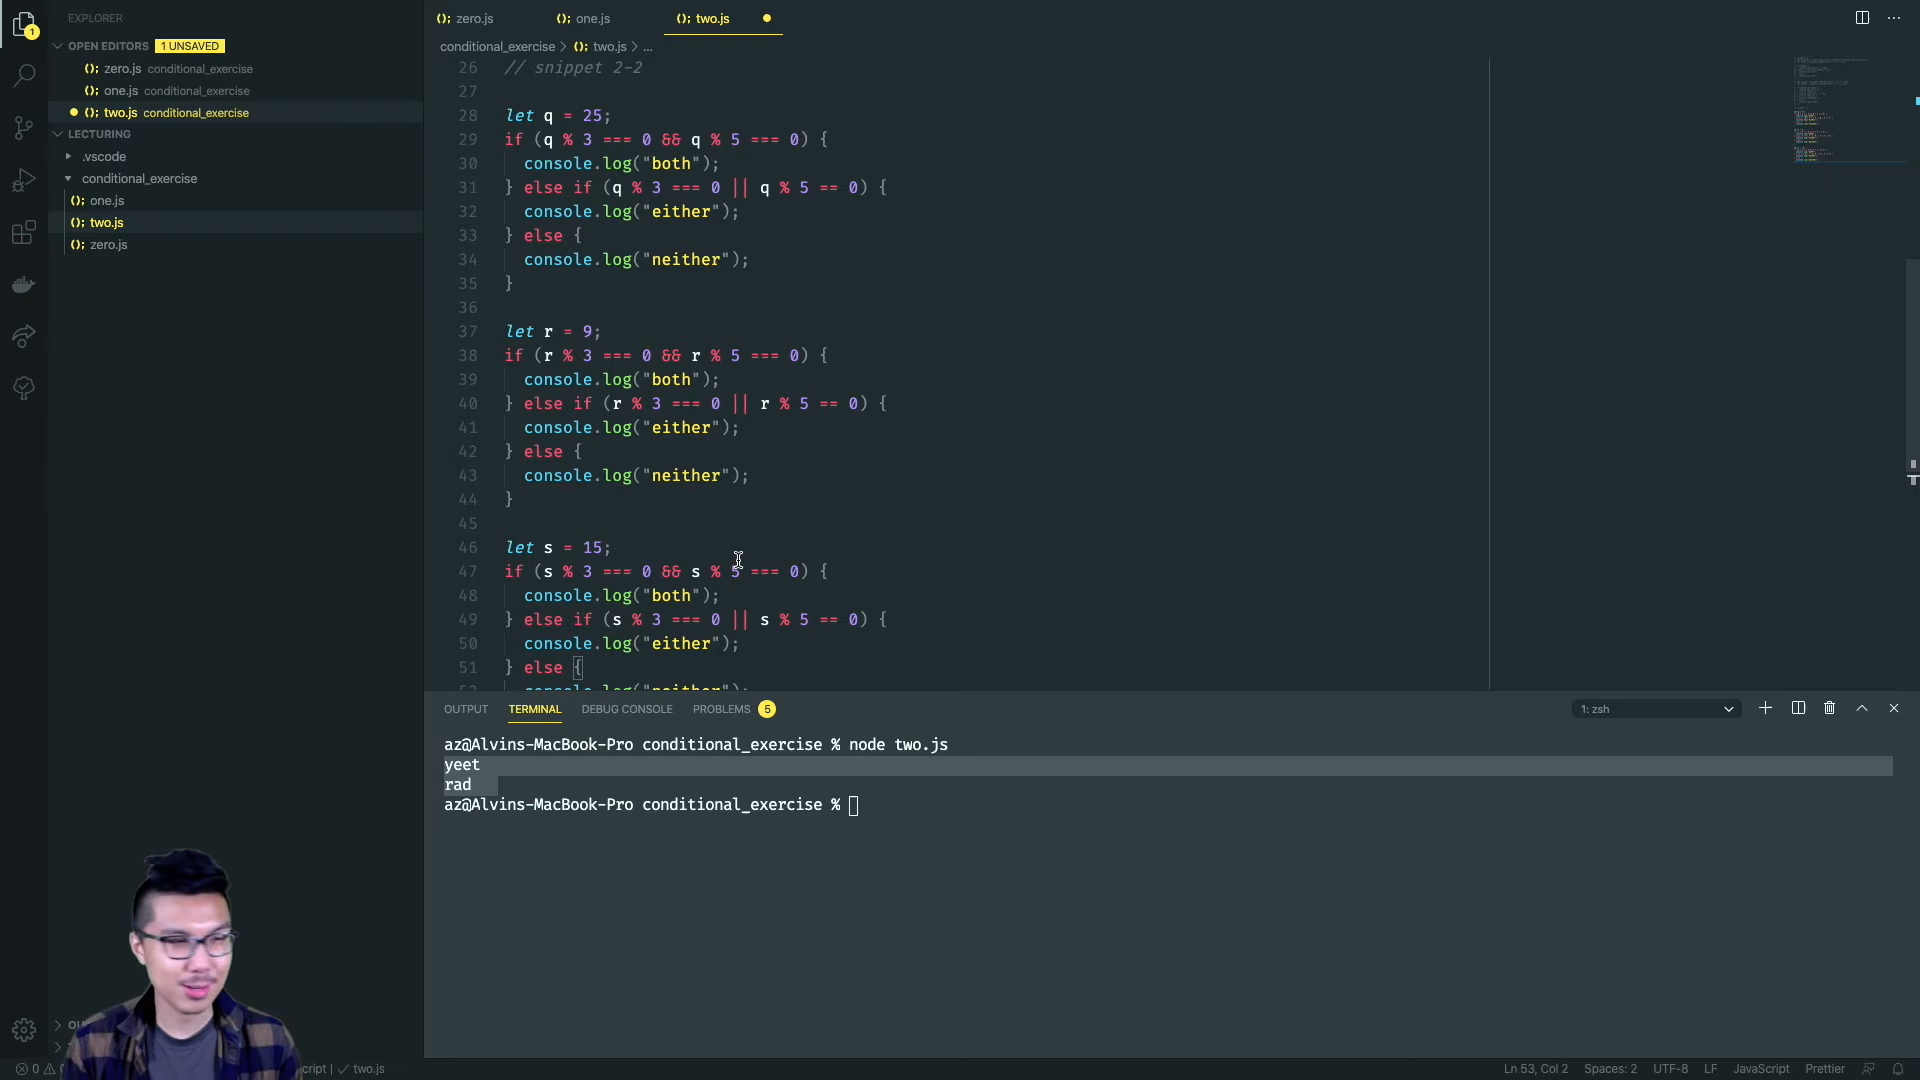 EXPLORER
OPEN EDITORS 1 UNSAVED
zero.js conditional_exercise
one.js conditional_exercise
two.js conditional_exercise
LECTURING
.vscode
conditional_exercise
one.js
two.js
zero.js
1
zero.js one.js two.js
conditional_exercise > two.js > ...
26 // snippet 2-2
27
28 let q = 25;
29 if (q % 3 === 0 && q % 5 === 0) {
30 console.log("both");
31 } else if (q % 3 === 0 || q % 5 == 0) {
32 console.log("either");
33 } else {
34 console.log("neither");
35 }
36
37 let r = 9;
38 if (r % 3 === 0 && r % 5 === 0) {
39 console.log("both");
40 } else if (r % 3 === 0 || r % 5 == 0) {
41 console.log("either");
42 } else {
43 console.log("neither");
44 }
45
46 let s = 15;
47 if (s % 3 === 0 && s % 5 === 0) {
48 console.log("both");
49 } else if (s % 3 === 0 || s % 5 == 0) {
50 console.log("either");
51 } else {
52 console.log("neither");
OUTPUT TERMINAL DEBUG CONSOLE PROBLEMS 5
1: zsh
az@Alvins-MacBook-Pro conditional_exercise % node two.js
yeet
rad
az@Alvins-MacBook-Pro conditional_exercise %
0 two.js
Ln 53, Col 2 Spaces: 2 UTF-8 LF JavaScript Prettier